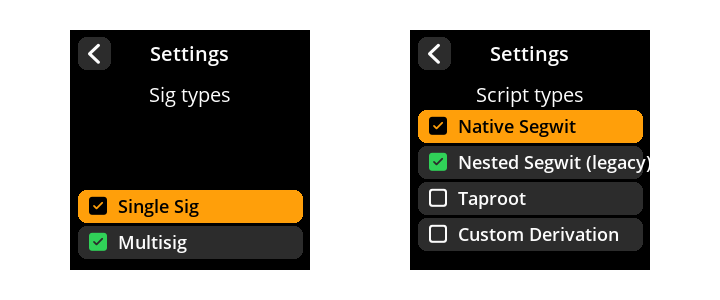 Settings
Sig types
Single Sig
Multisig
Settings
Script types
Native Segwit
Nested Segwit (legacy)
Taproot
Custom Derivation